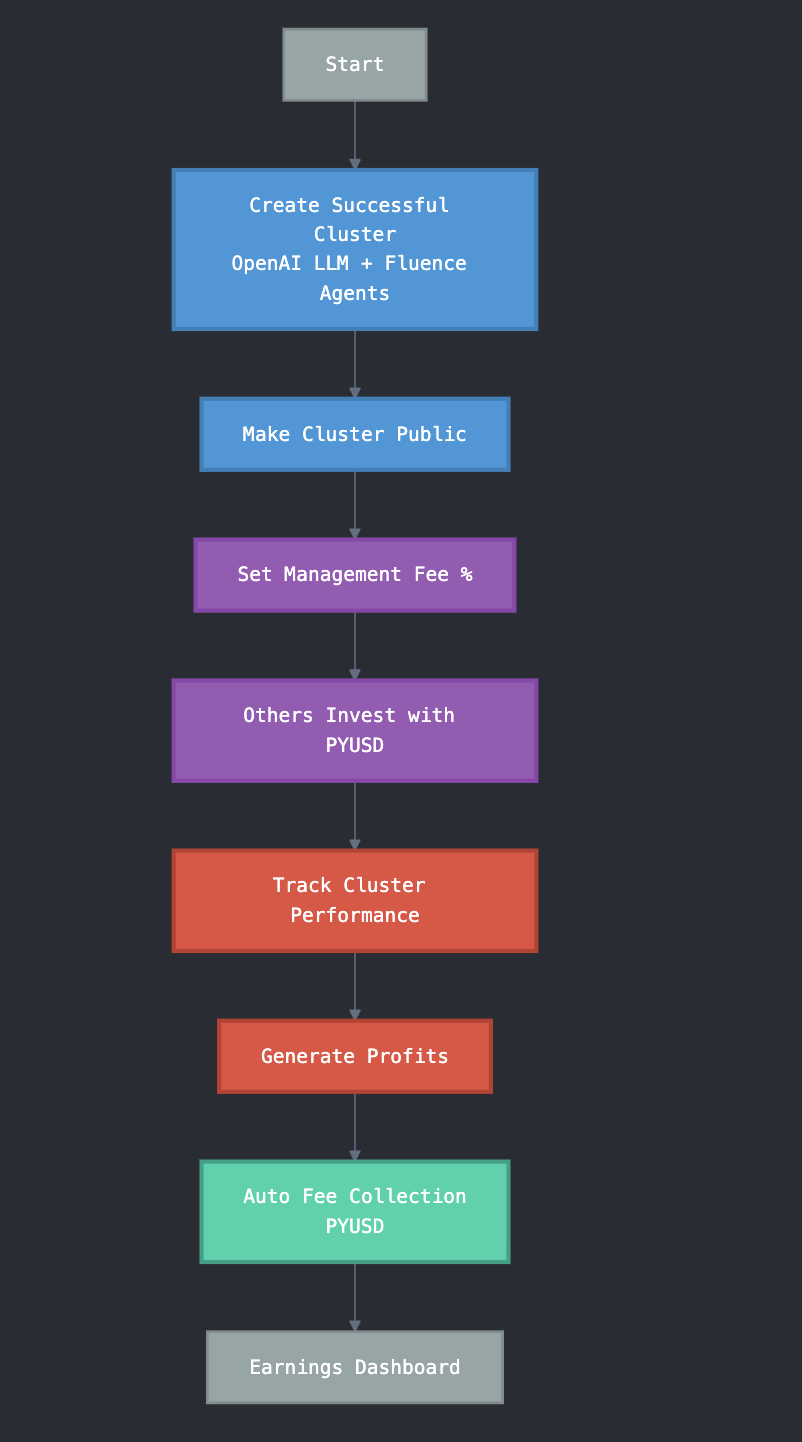 Start
Create Successful
Cluster
OpenAI LLM + Fluence
Agents
Make Cluster Public
Set Management Fee %
Others Invest with
PYUSD
Track Cluster
Performance
Generate Profits
Auto Fee Collection
PYUSD
Earnings Dashboard